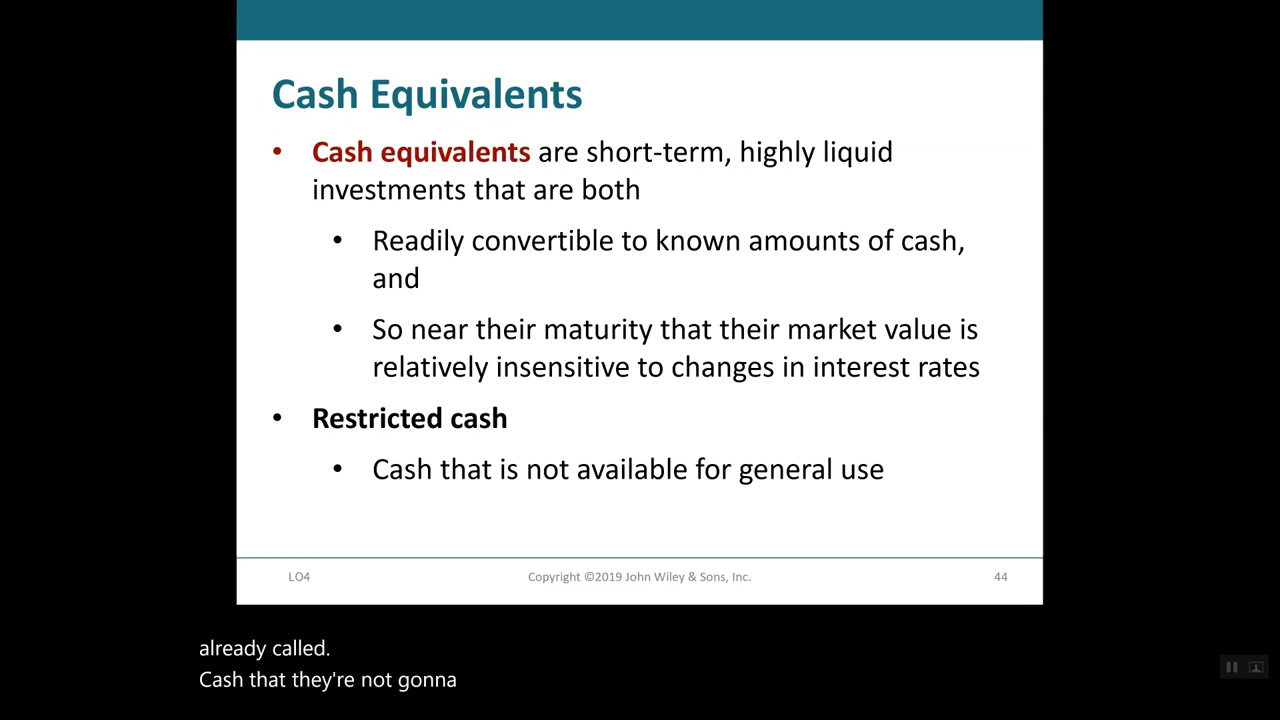 Cash Equivalents
• Cash equivalents are short-term, highly liquid
investments that are both
• Readily convertible to known amounts of cash,
and
• So near their maturity that their market value is
relatively insensitive to changes in interest rates
• Restricted cash
• Cash that is not available for general use
LO4 Copyright ©2019 John Wiley & Sons, Inc. 44
already called.
Cash that they're not gonna